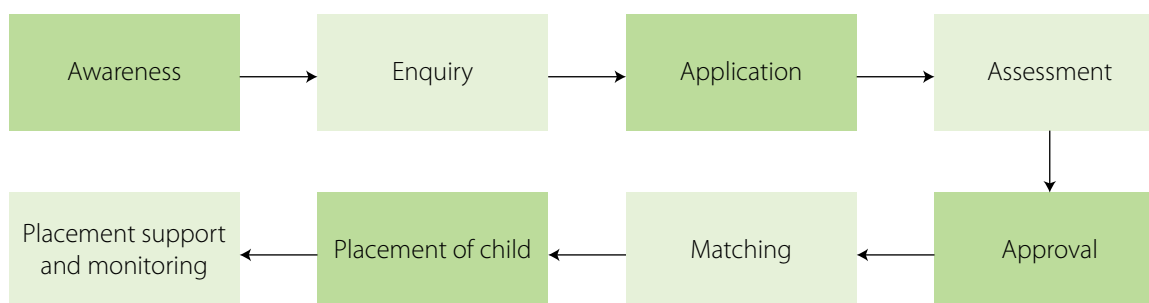 Awareness
Enquiry
Application
Assessment
Approval
Matching
Placement of child
Placement support
and monitoring